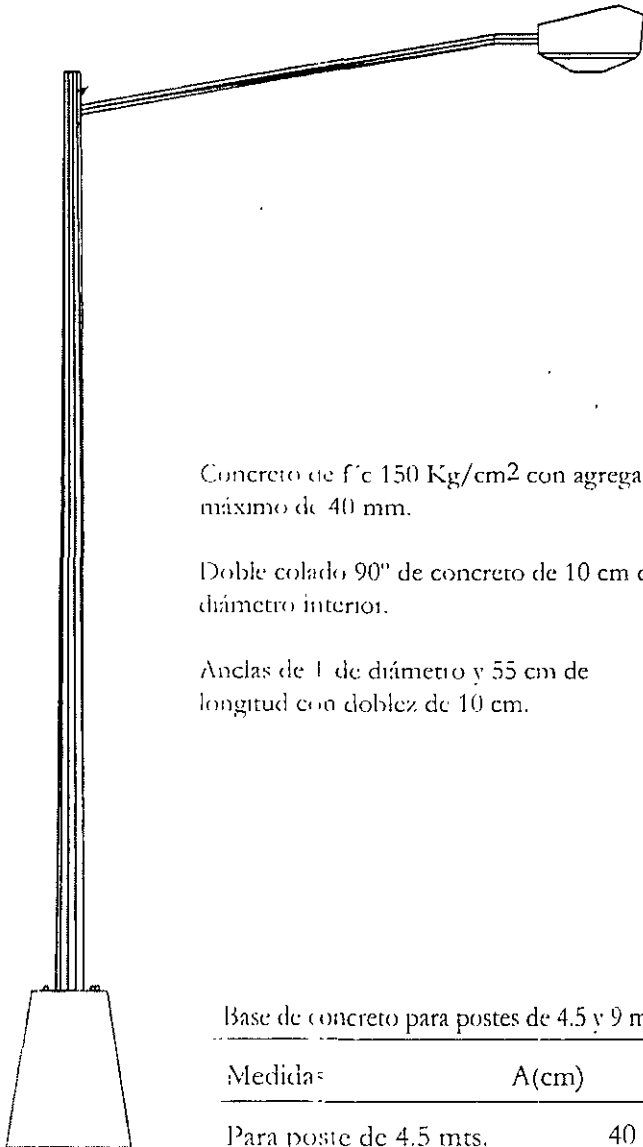 Concreto de f´c 150 Kg/cm2 con agrega
máximo de 40 mm.
Doble colado 90º de concreto de 10 cm
diámetro interior.
Anclas de 1 de diámetro y 55 cm de
longitud con doblez de 10 cm.
Base de concreto para postes de 4.5 y 9 m
Medidas A(cm)
Para poste de 4.5 mts. 40